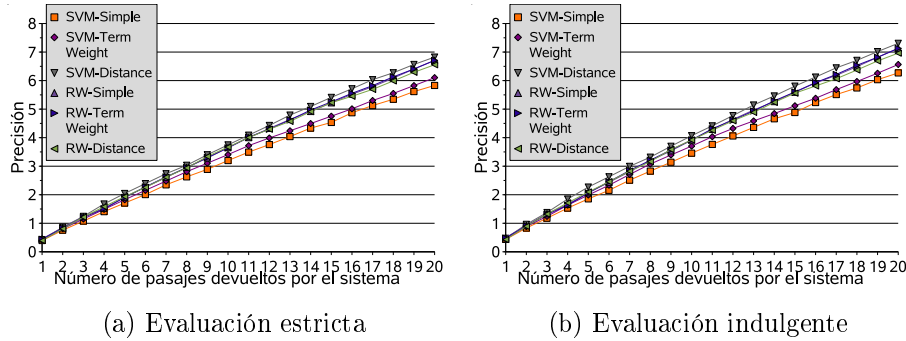 (a)
SVM-Simple
SVM-Term
Weight
SVM-Distance
RW-Simple
RW-Term
Weight
RW-Distance
Precisión
8
7
6
5
4
3
2
1
0
1 2 3 4 5 6 7 8 9 10 11 12 13 14 15 16 17 18 19 20
Número de pasajes devueltos por el sistema
(a) Evaluación estricta
SVM-Simple
SVM-Term
Weight
SVM-Distance
RW-Simple
RW-Term
Weight
RW-Distance
Precisión
8
7
6
5
4
3
2
1
0
1 2 3 4 5 6 7 8 9 10 11 12 13 14 15 16 17 18 19 20
Número de pasajes devueltos por el sistema
(b) Evaluación indulgente